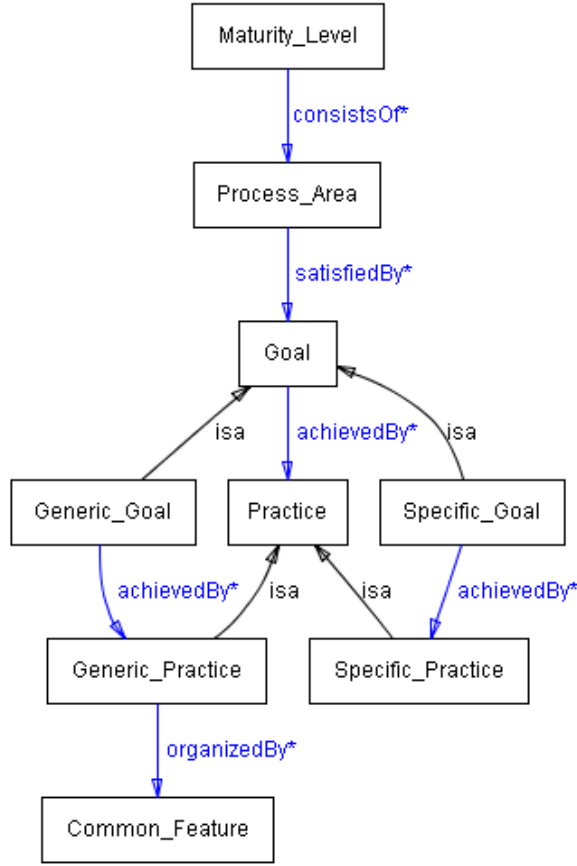 Maturity_Level
consistsOf*
Process_Area
satisfiedBy*
Goal
isa
achievedBy*
isa
Generic_Goal
Practice
Specific_Goal
achievedBy*
isa
isa
achievedBy*
Generic_Practice
Specific_Practice
organizedBy*
Common_Feature